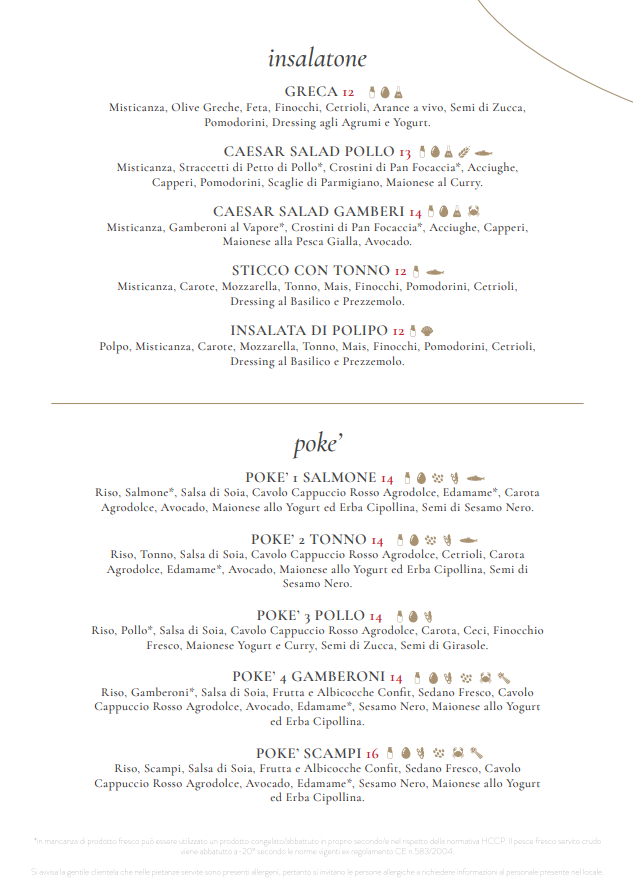 insalatone
GRECA 12
Misticanza, Olive Greche, Feta, Finocchi, Cetrioli, Arance a vivo, Semi di Zucca,
Pomodorini, Dressing agli Agrumi e Yogurt.
CAESAR SALAD POLLO 13
Misticanza, Straccetti di Petto di Pollo*, Crostini di Pan Focaccia*, Acciughe,
Capperi, Pomodorini, Scaglie di Parmigiano, Maionese al Curry.
CAESAR SALAD GAMBERI 14
Misticanza, Gamberoni al Vapore*, Crostini di Pan Focaccia*, Acciughe, Capperi,
Maionese alla Pesca Gialla, Avocado.
STICCO CON TONNO 12
Misticanza, Carote, Mozzarella, Tonno, Mais, Finocchi, Pomodorini, Cetrioli,
Dressing al Basilico e Prezzemolo.
INSALATA DI POLIPO 12
Polpo, Misticanza, Carote, Mozzarella, Tonno, Mais, Finocchi, Pomodorini, Cetrioli,
Dressing al Basilico e Prezzemolo.
poke'
POKE' 1 SALMONE 14
Riso, Salmone*, Salsa di Soia, Cavolo Cappuccio Rosso Agrodolce, Edamame*, Carota
Agrodolce, Avocado, Maionese allo Yogurt ed Erba Cipollina, Semi di Sesamo Nero.
POKE' 2 TONNO 14
Riso, Tonno, Salsa di Soia, Cavolo Cappuccio Rosso Agrodolce, Cetrioli, Carota
Agrodolce, Edamame*, Avocado, Maionese allo Yogurt ed Erba Cipollina, Semi di
Sesamo Nero.
POKE' 3 POLLO 14
Riso, Pollo*, Salsa di Soia, Cavolo Cappuccio Rosso Agrodolce, Carota, Ceci, Finocchio
Fresco, Maionese Yogurt e Curry, Semi di Zucca, Semi di Girasole.
POKE' 4 GAMBERONI 14
Riso, Gamberoni*, Salsa di Soia, Frutta e Albicocche Confit, Sedano Fresco, Cavolo
Cappuccio Rosso Agrodolce, Avocado, Edamame*, Sesamo Nero, Maionese allo Yogurt
ed Erba Cipollina.
POKE' SCAMPI 16
Riso, Scampi, Salsa di Soia, Frutta e Albicocche Confit, Sedano Fresco, Cavolo
Cappuccio Rosso Agrodolce, Avocado, Edamame*, Sesamo Nero, Maionese allo Yogurt
ed Erba Cipollina.
*in mancanza di prodotto fresco può essere utilizzato un prodotto congelato/abbattuto in proprio secondo/e nel rispetto della normativa HCCP. Il pesce fresco servito crudo
viene abbattuto a -20° secondo le norme vigenti ex regolamento CE n.583/2004.
Si avvisa la gentile clientela che nelle pietanze servite sono presenti allergeni, pertanto si invitano le persone allergiche a richiedere informazioni al personale presente nel locale.